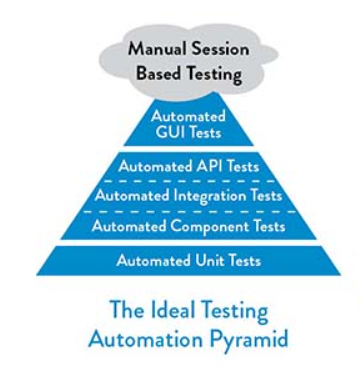 Manual Session
Based Testing
Automated
GUI Tests
Automated API Tests
Automated Integration Tests
Automated Component Tests
Automated Unit Tests
The Ideal Testing
Automation Pyramid